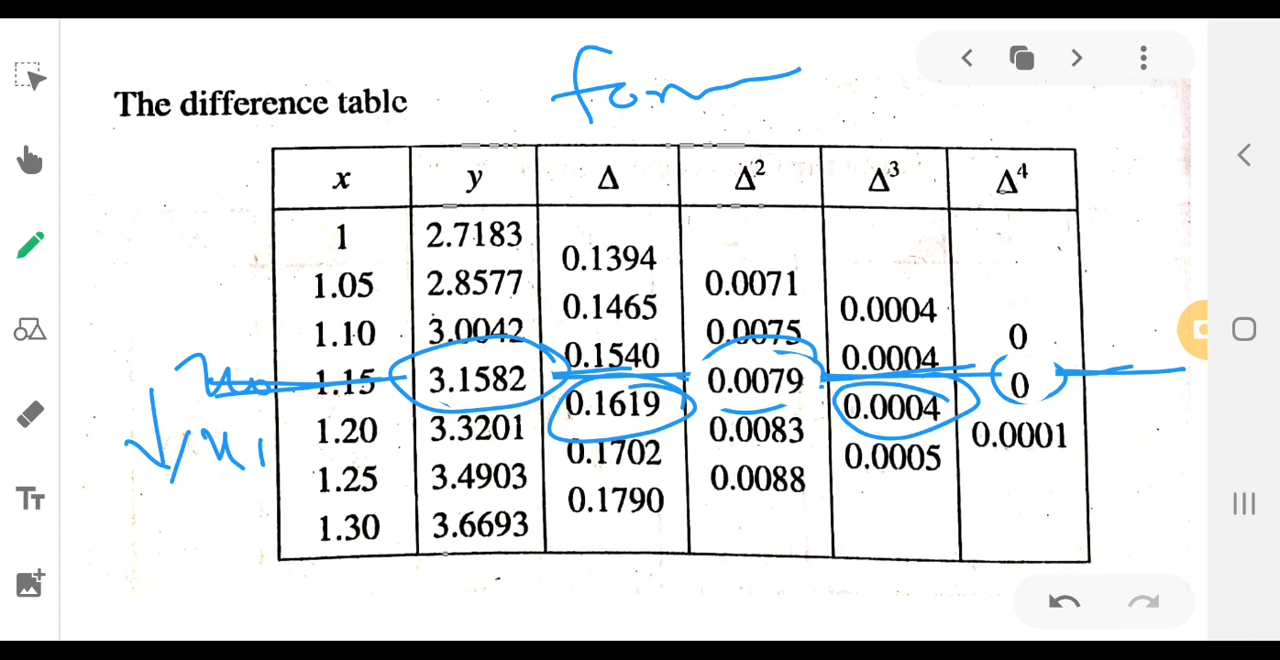 The difference table
x y Δ Δ² Δ³ Δ⁴
1 2.7183
0.1394
1.05 2.8577 0.0071
0.1465 0.0004
1.10 3.0042 0.0075 0
0.1540 0.0004
1.15 3.1582 0.0079 0
0.1619 0.0004
1.20 3.3201 0.0083 0.0001
0.1702 0.0005
1.25 3.4903 0.0088
0.1790
1.30 3.6693
Tт